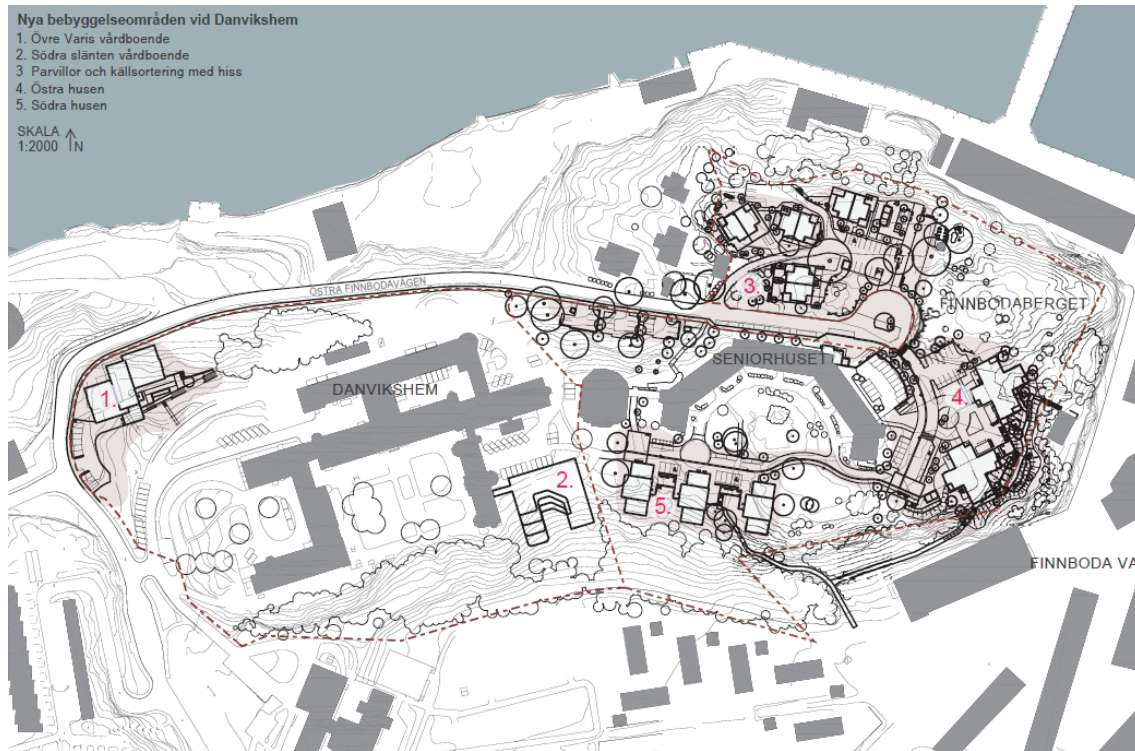 Nya bebyggelseområden vid Danvikshem
1. Övre Varis vårdboende
2. Södra slänten vårdboende
3 Parvillor och källsortering med hiss
4. Östra husen
5. Södra husen
SKALA
1:2000 N
ÖSTRA FINNBODAVÄGEN
3.
FINNBODABERGET
SENIORHUSET
DANVIKSHEM
1.
4.
2.
5.
FINNBODA VA